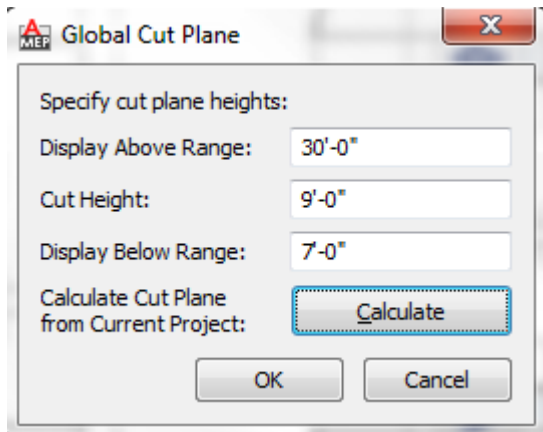 A
MEP
Global Cut Plane
X
Specify cut plane heights:
Display Above Range: 30'-0"
Cut Height: 9'-0"
Display Below Range: 7'-0"
Calculate Cut Plane
from Current Project: Calculate
OK Cancel